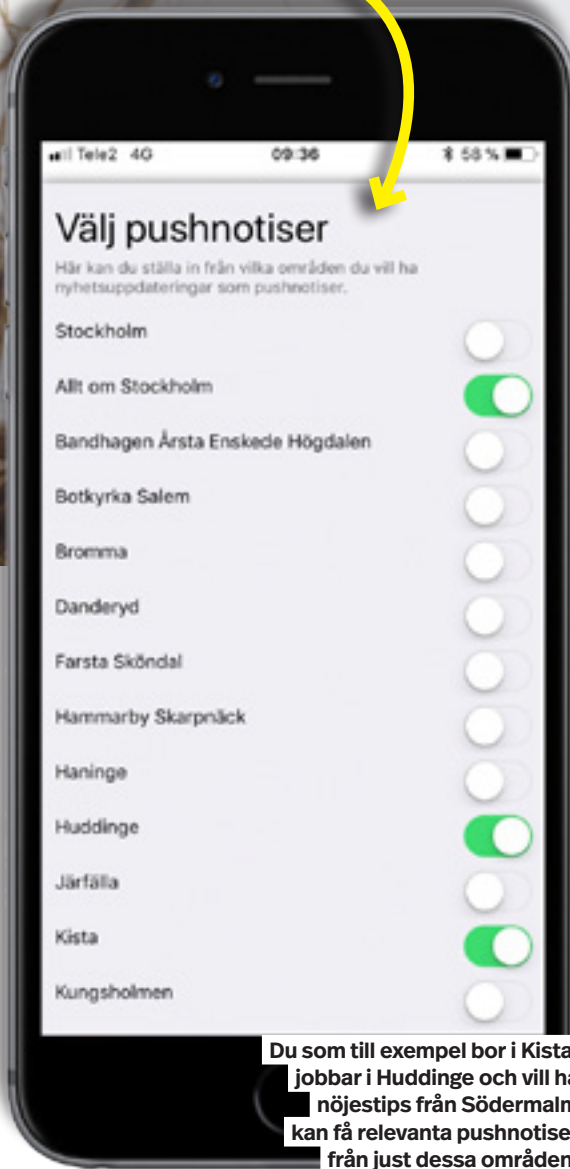 Tele2 4G 09:36 58 %
Välj pushnotiser
Här kan du ställa in från vilka områden du vill ha
nyhetsuppdateringar som pushnotiser.
Stockholm
Allt om Stockholm
Bandhagen Årsta Enskede Högdalen
Botkyrka Salem
Bromma
Danderyd
Farsta Sköndal
Hammarby Skarpnäck
Haninge
Huddinge
Järfälla
Kista
Kungsholmen
Du som till exempel bor i Kista,
jobbar i Huddinge och vill ha
nöjestips från Södermalm
kan få relevanta pushnotiser
från just dessa områden